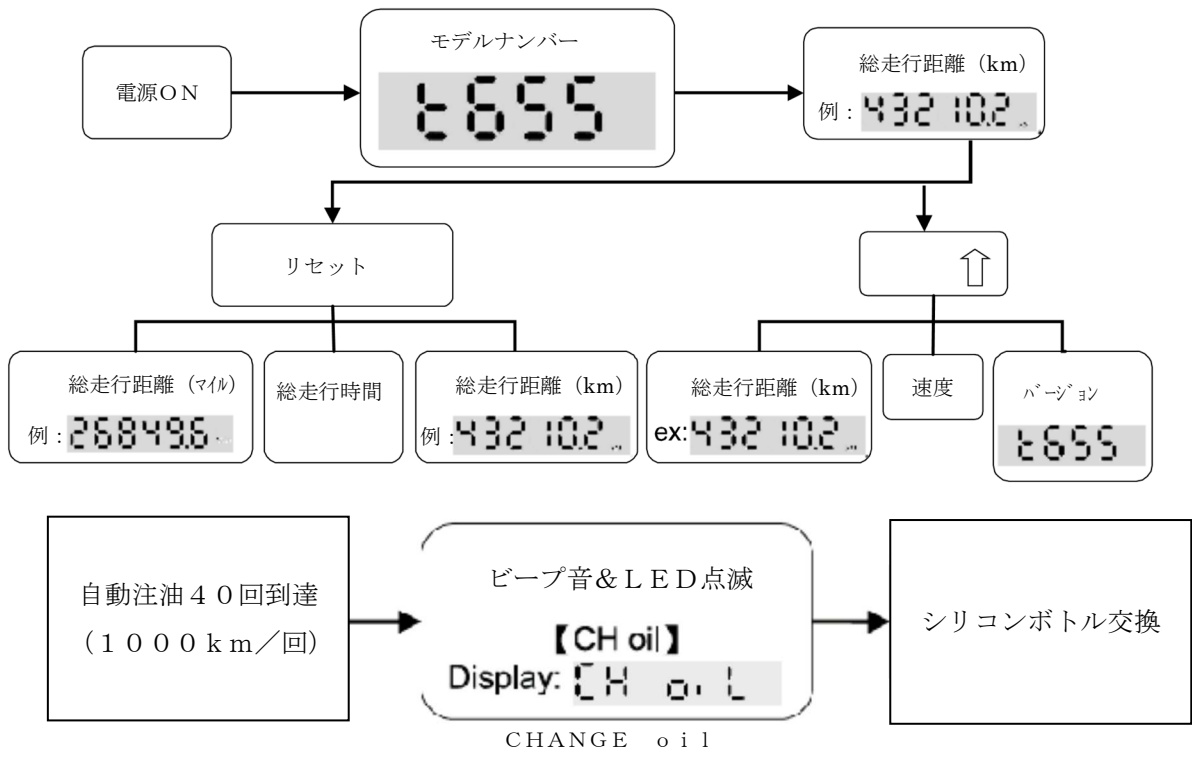 電源ON
モデルナンバー
t655
総走行距離（km）
例：43210.2
リセット
⇧
総走行距離（マイル）
例：26849.6
総走行時間
総走行距離（km）
例：43210.2
総走行距離（km）
ex:43210.2
速度
バージョン
t655
自動注油４０回到達
（１０００ｋｍ／回）
ビープ音＆ＬＥＤ点滅
【CH oil】
Display: CH oiL
ＣＨＡＮＧＥ　ｏｉｌ
シリコンボトル交換